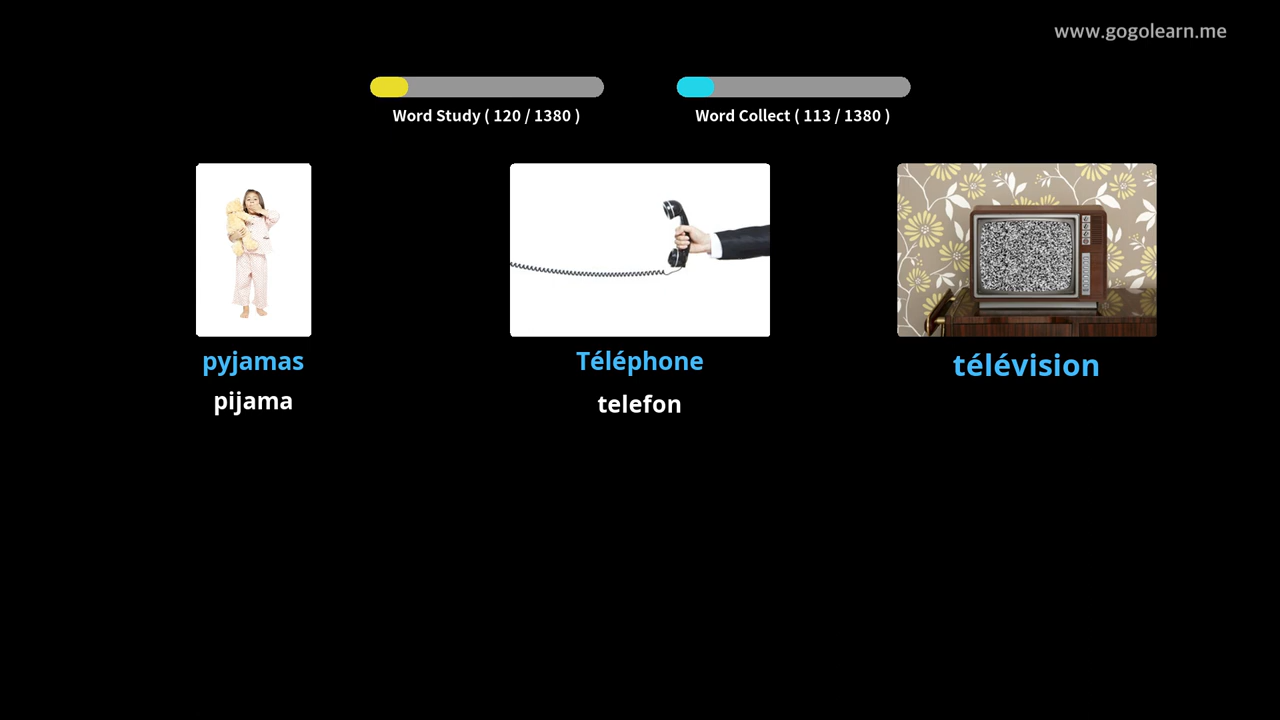 www.gogolearn.me
Word Study ( 120 / 1380 )
Word Collect ( 113 / 1380 )
pyjamas
pijama
Téléphone
telefon
télévision